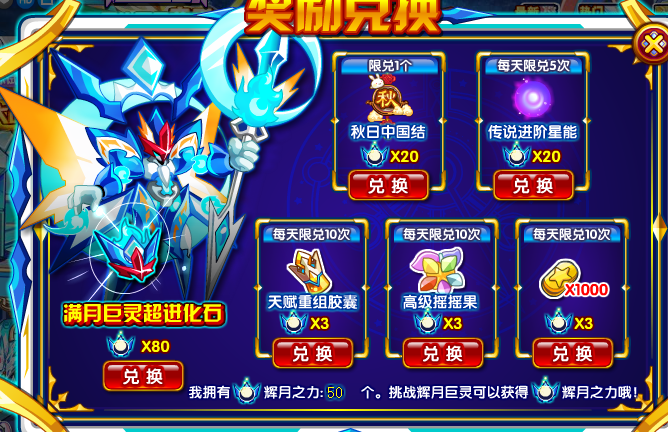 奖励兑换
限兑1个
每天限兑5次
秋
秋日中国结
传说进阶星能
X20
X20
兑换
兑换
每天限兑10次
每天限兑10次
每天限兑10次
X1000
天赋重组胶囊
高级摇摇果
X3
X3
X3
兑换
兑换
兑换
满月巨灵超进化石
X80
兑换
我拥有辉月之力:50 个。挑战辉月巨灵可以获得辉月之力哦!